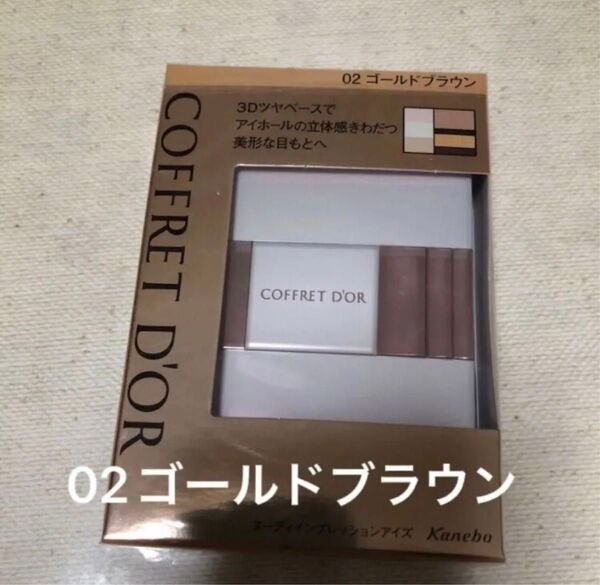 02 ゴールドブラウン
COFFRET D'OR
3Dツヤベースで
アイホールの立体感きわだつ
美形な目もとへ
COFFRET D'OR
02ゴールドブラウン
ヌーディインプレッションアイズ Kanebo